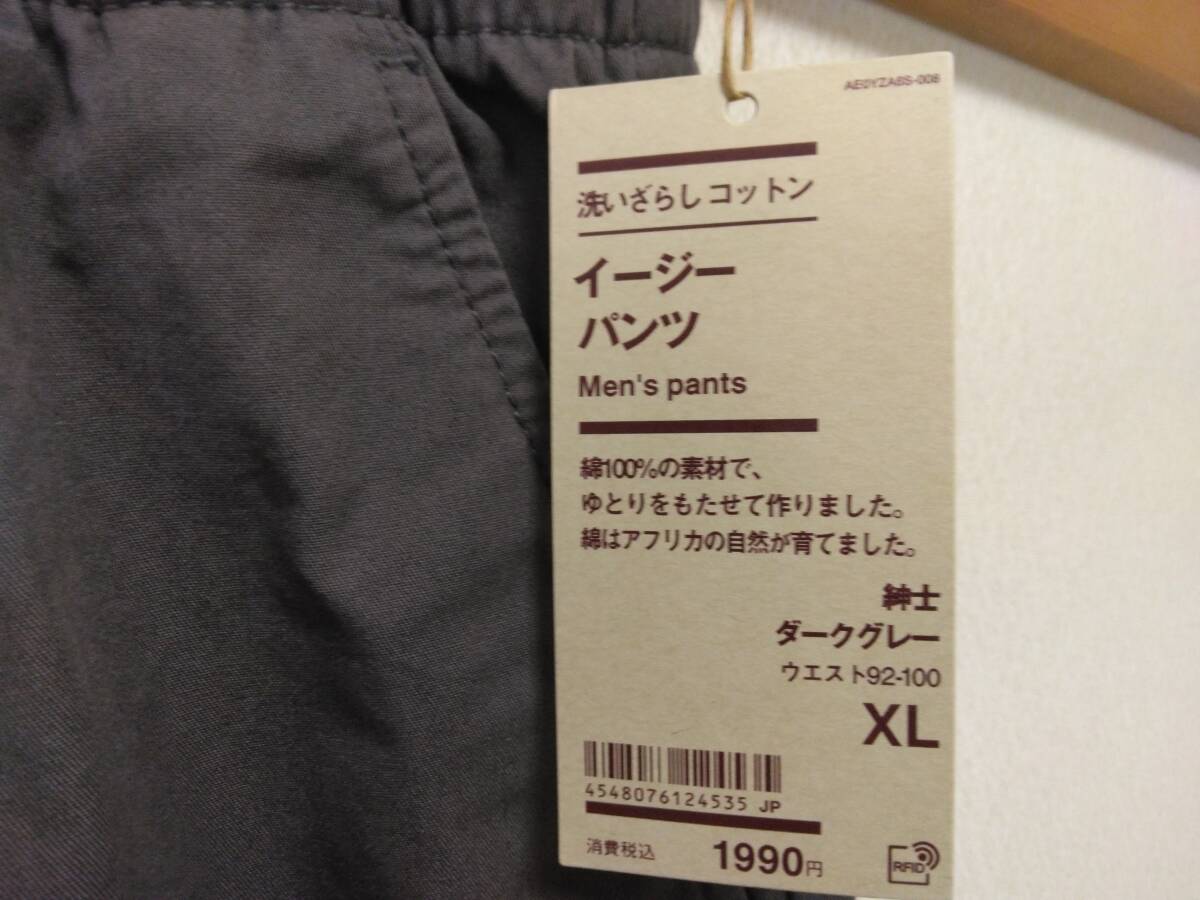 AE0YZA6S-008
洗いざらしコットン
イージー
パンツ
Men's pants
綿100%の素材で、
ゆとりをもたせて作りました。
綿はアフリカの自然が育てました。
紳士
ダークグレー
ウエスト92-100
XL
4548076124535 JP
消費税込 1990円
RFID